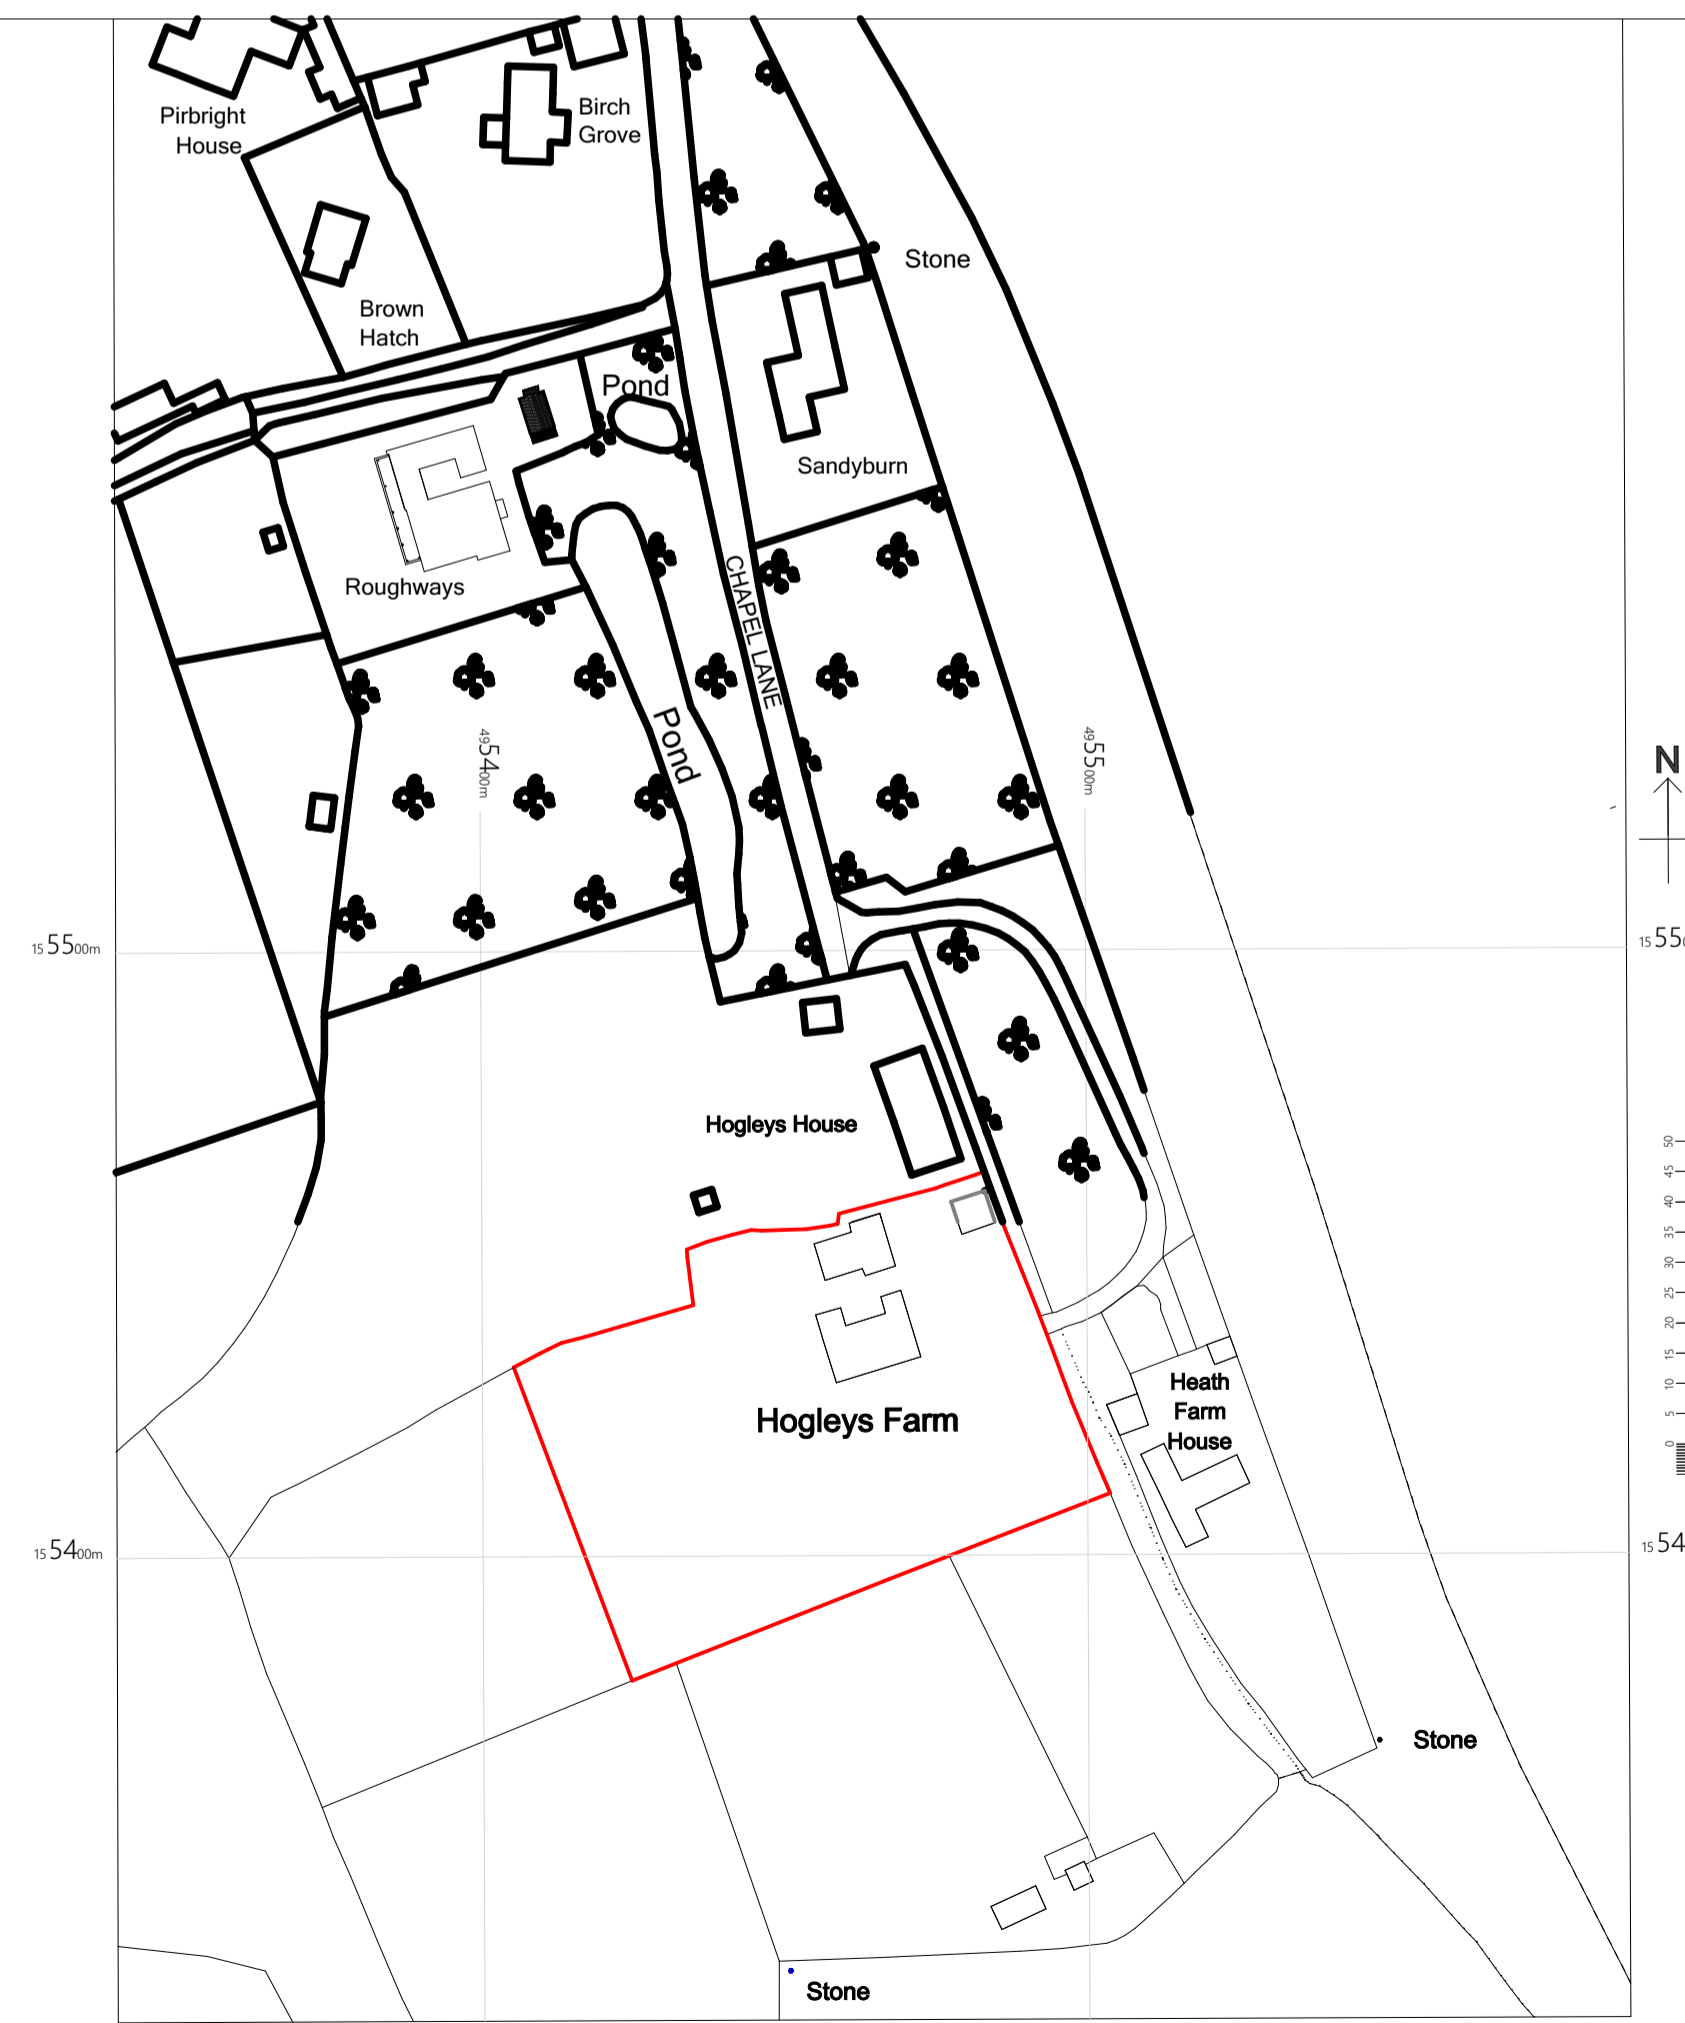 Pirbright
House
Birch
Grove
Stone
Brown
Hatch
Pond
Sandyburn
Roughways
CHAPEL LANE
Pond
495400m
495500m
N
155500m
1550
Hogleys House
50
45
40
35
30
25
20
15
10
5
0
Heath
Farm
House
Hogleys Farm
155400m
1554
Stone
Stone